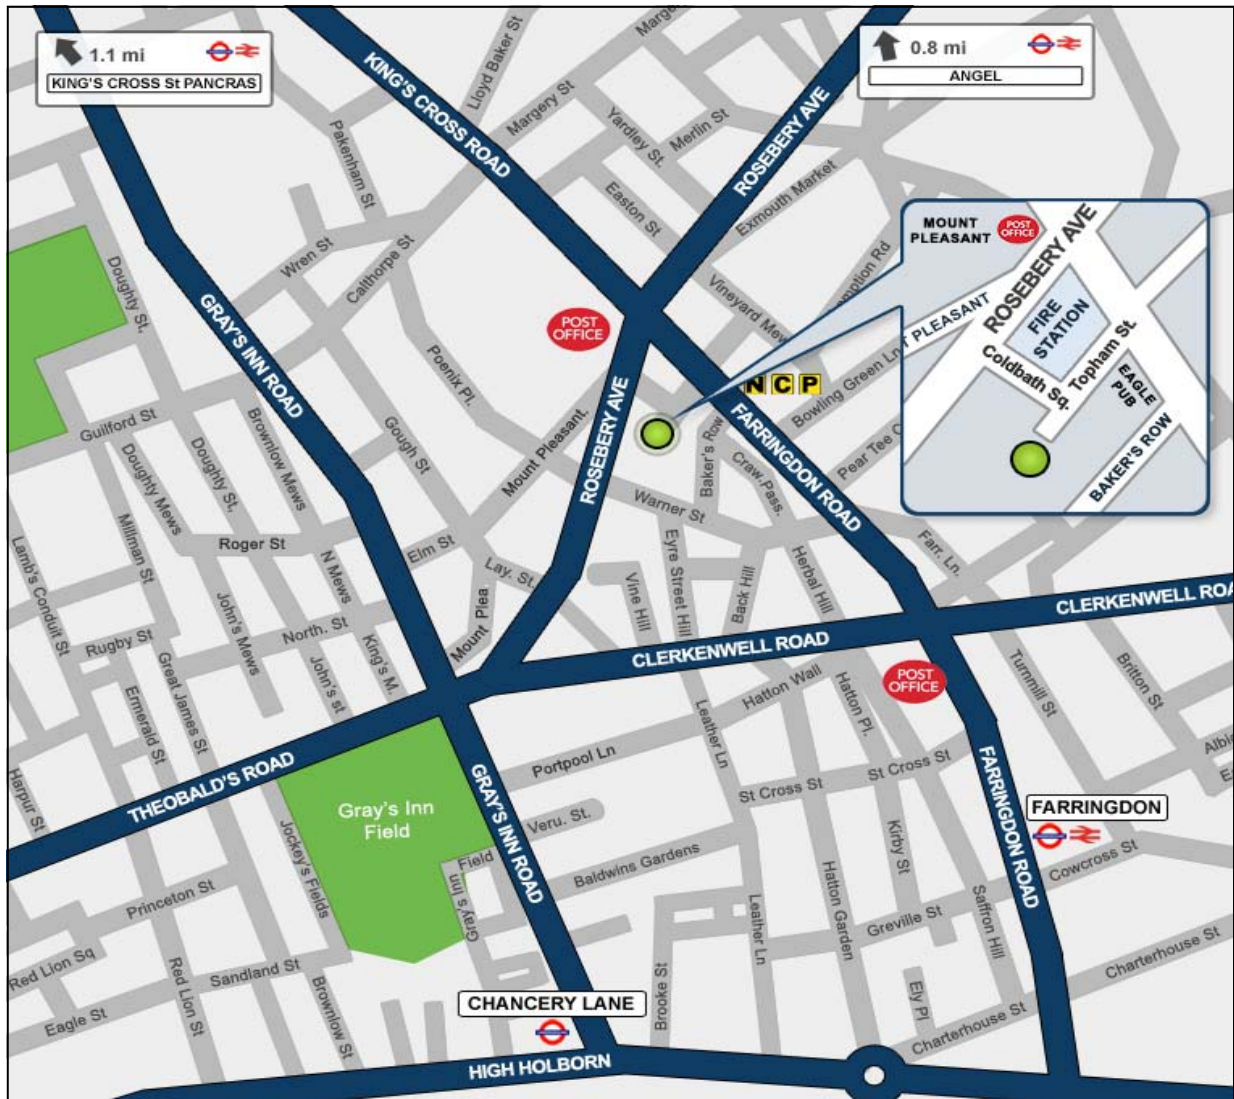 1.1 mi
KING'S CROSS St PANCRAS
0.8 mi
ANGEL
Lloyd Baker St
Margery St
Margery
KING'S CROSS ROAD
Yardley St.
Merlin St
ROSEBERY AVE
Pakenham St
Easton St
Exmouth Market
Wren St
Calthorpe St
Doughty St.
GRAY'S INN ROAD
Vineyard Mew
mption Rd
POST
OFFICE
MOUNT
PLEASANT
POST
OFFICE
ROSEBERY AVE
T PLEASANT
FIRE
STATION
Coldbath Sq.
Topham St
EAGLE
PUB
BAKER'S ROW
Poenix Pl.
Guilford St
Brownlow Mews
Doughty St,
Doughty Mews
Gough St
Mount Pleasant.
ROSEBERY AVE
NCP
Bowling Green Ln
FARRINGDON ROAD
Baker's Row
Craw.Pass.
Pear Tee C
Warner St
Millman St
Lamb's Conduit St
Roger St
N Mews
Elm St
Lay. St.
Eyre Street Hill
Vine Hill
Back Hill
Herbal Hill
Farr. Ln.
CLERKENWELL ROA
CLERKENWELL ROAD
John's Mews
North. St
Rugby St
King's M.
Mount Plea
John's st
Great James St
Ermerald St
Harpur St
Hatton Wall
Hatton Pl.
Leather Ln
POST
OFFICE
Turnmill St
Britton St
Albi
THEOBALD'S ROAD
Portpool Ln
St Cross St
St Cross St
Gray's Inn
Field
GRAY'S INN ROAD
Veru. St.
FARRINGDON
FARRINGDON ROAD
Jockey's Fields
Field
Gray's Inn
Baldwins Gardens
Kirby St
Cowcross St
Princeton St
Hatton Garden
Leather Ln
Greville St
Saffron Hill
Charterhouse St
Red Lion Sq
Sandland St
Red Lion St
Eagle St
Brownlow St
CHANCERY LANE
Brooke St
Ely Pl
Charterhouse St
HIGH HOLBORN